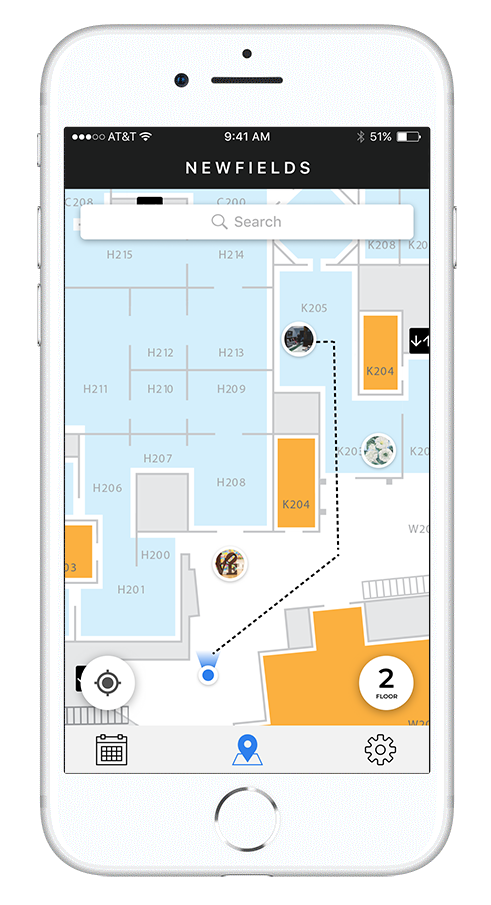 AT&T 9:41 AM 51%
NEWFIELDS
C208 C200
Search
H215 H214 K208 K20
K205
H212 H213
K204
H211 H210 H209
K203 K20
H207
H206 H208 K204
W20
H200
03
H201
2
FLOOR
W20